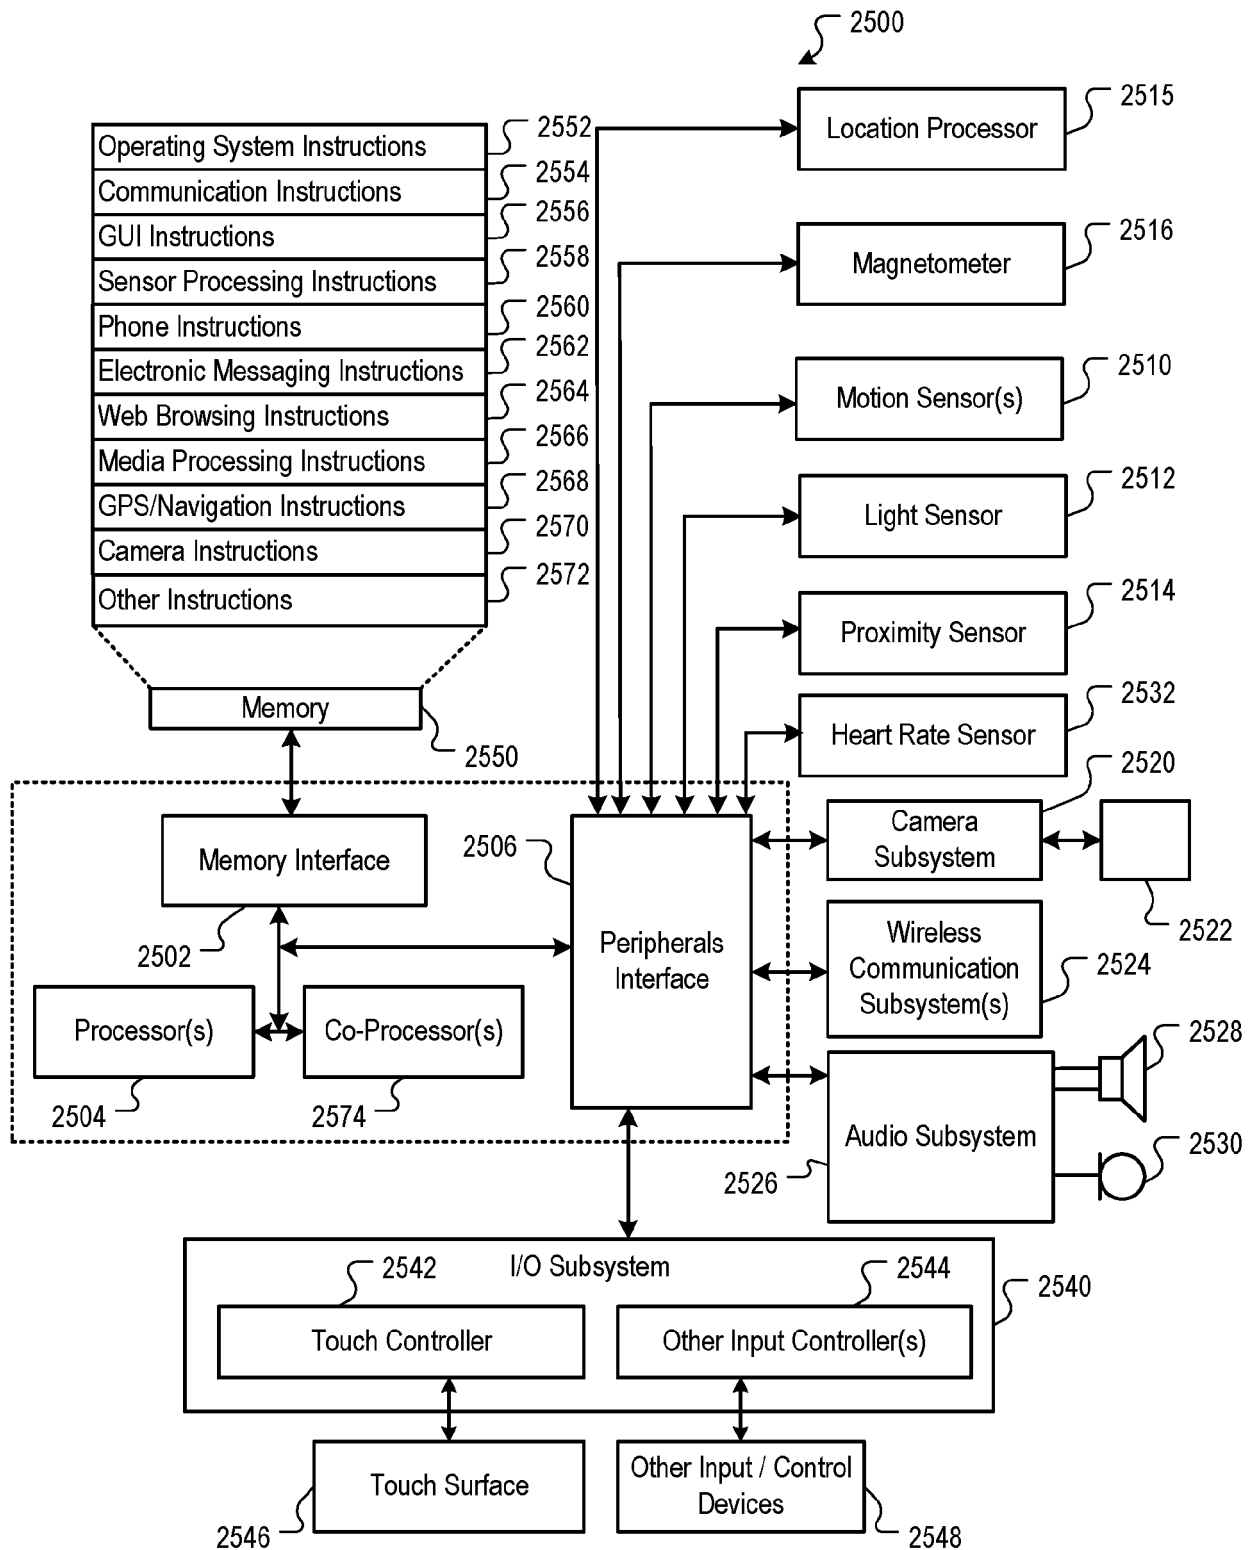 2500
Location Processor
2515
Operating System Instructions
2552
Communication Instructions
2554
GUI Instructions
2556
Sensor Processing Instructions
2558
Phone Instructions
2560
Electronic Messaging Instructions
2562
Web Browsing Instructions
2564
Media Processing Instructions
2566
GPS/Navigation Instructions
2568
Camera Instructions
2570
Other Instructions
2572
Memory
2550
Magnetometer
2516
Motion Sensor(s)
2510
Light Sensor
2512
Proximity Sensor
2514
Heart Rate Sensor
2532
Memory Interface
2502
Processor(s)
2504
Co-Processor(s)
2574
2506
Peripherals
Interface
Camera
Subsystem
2520
2522
Wireless
Communication
Subsystem(s)
2524
Audio Subsystem
2526
2528
2530
I/O Subsystem
2540
2542
Touch Controller
2544
Other Input Controller(s)
Touch Surface
2546
Other Input / Control
Devices
2548